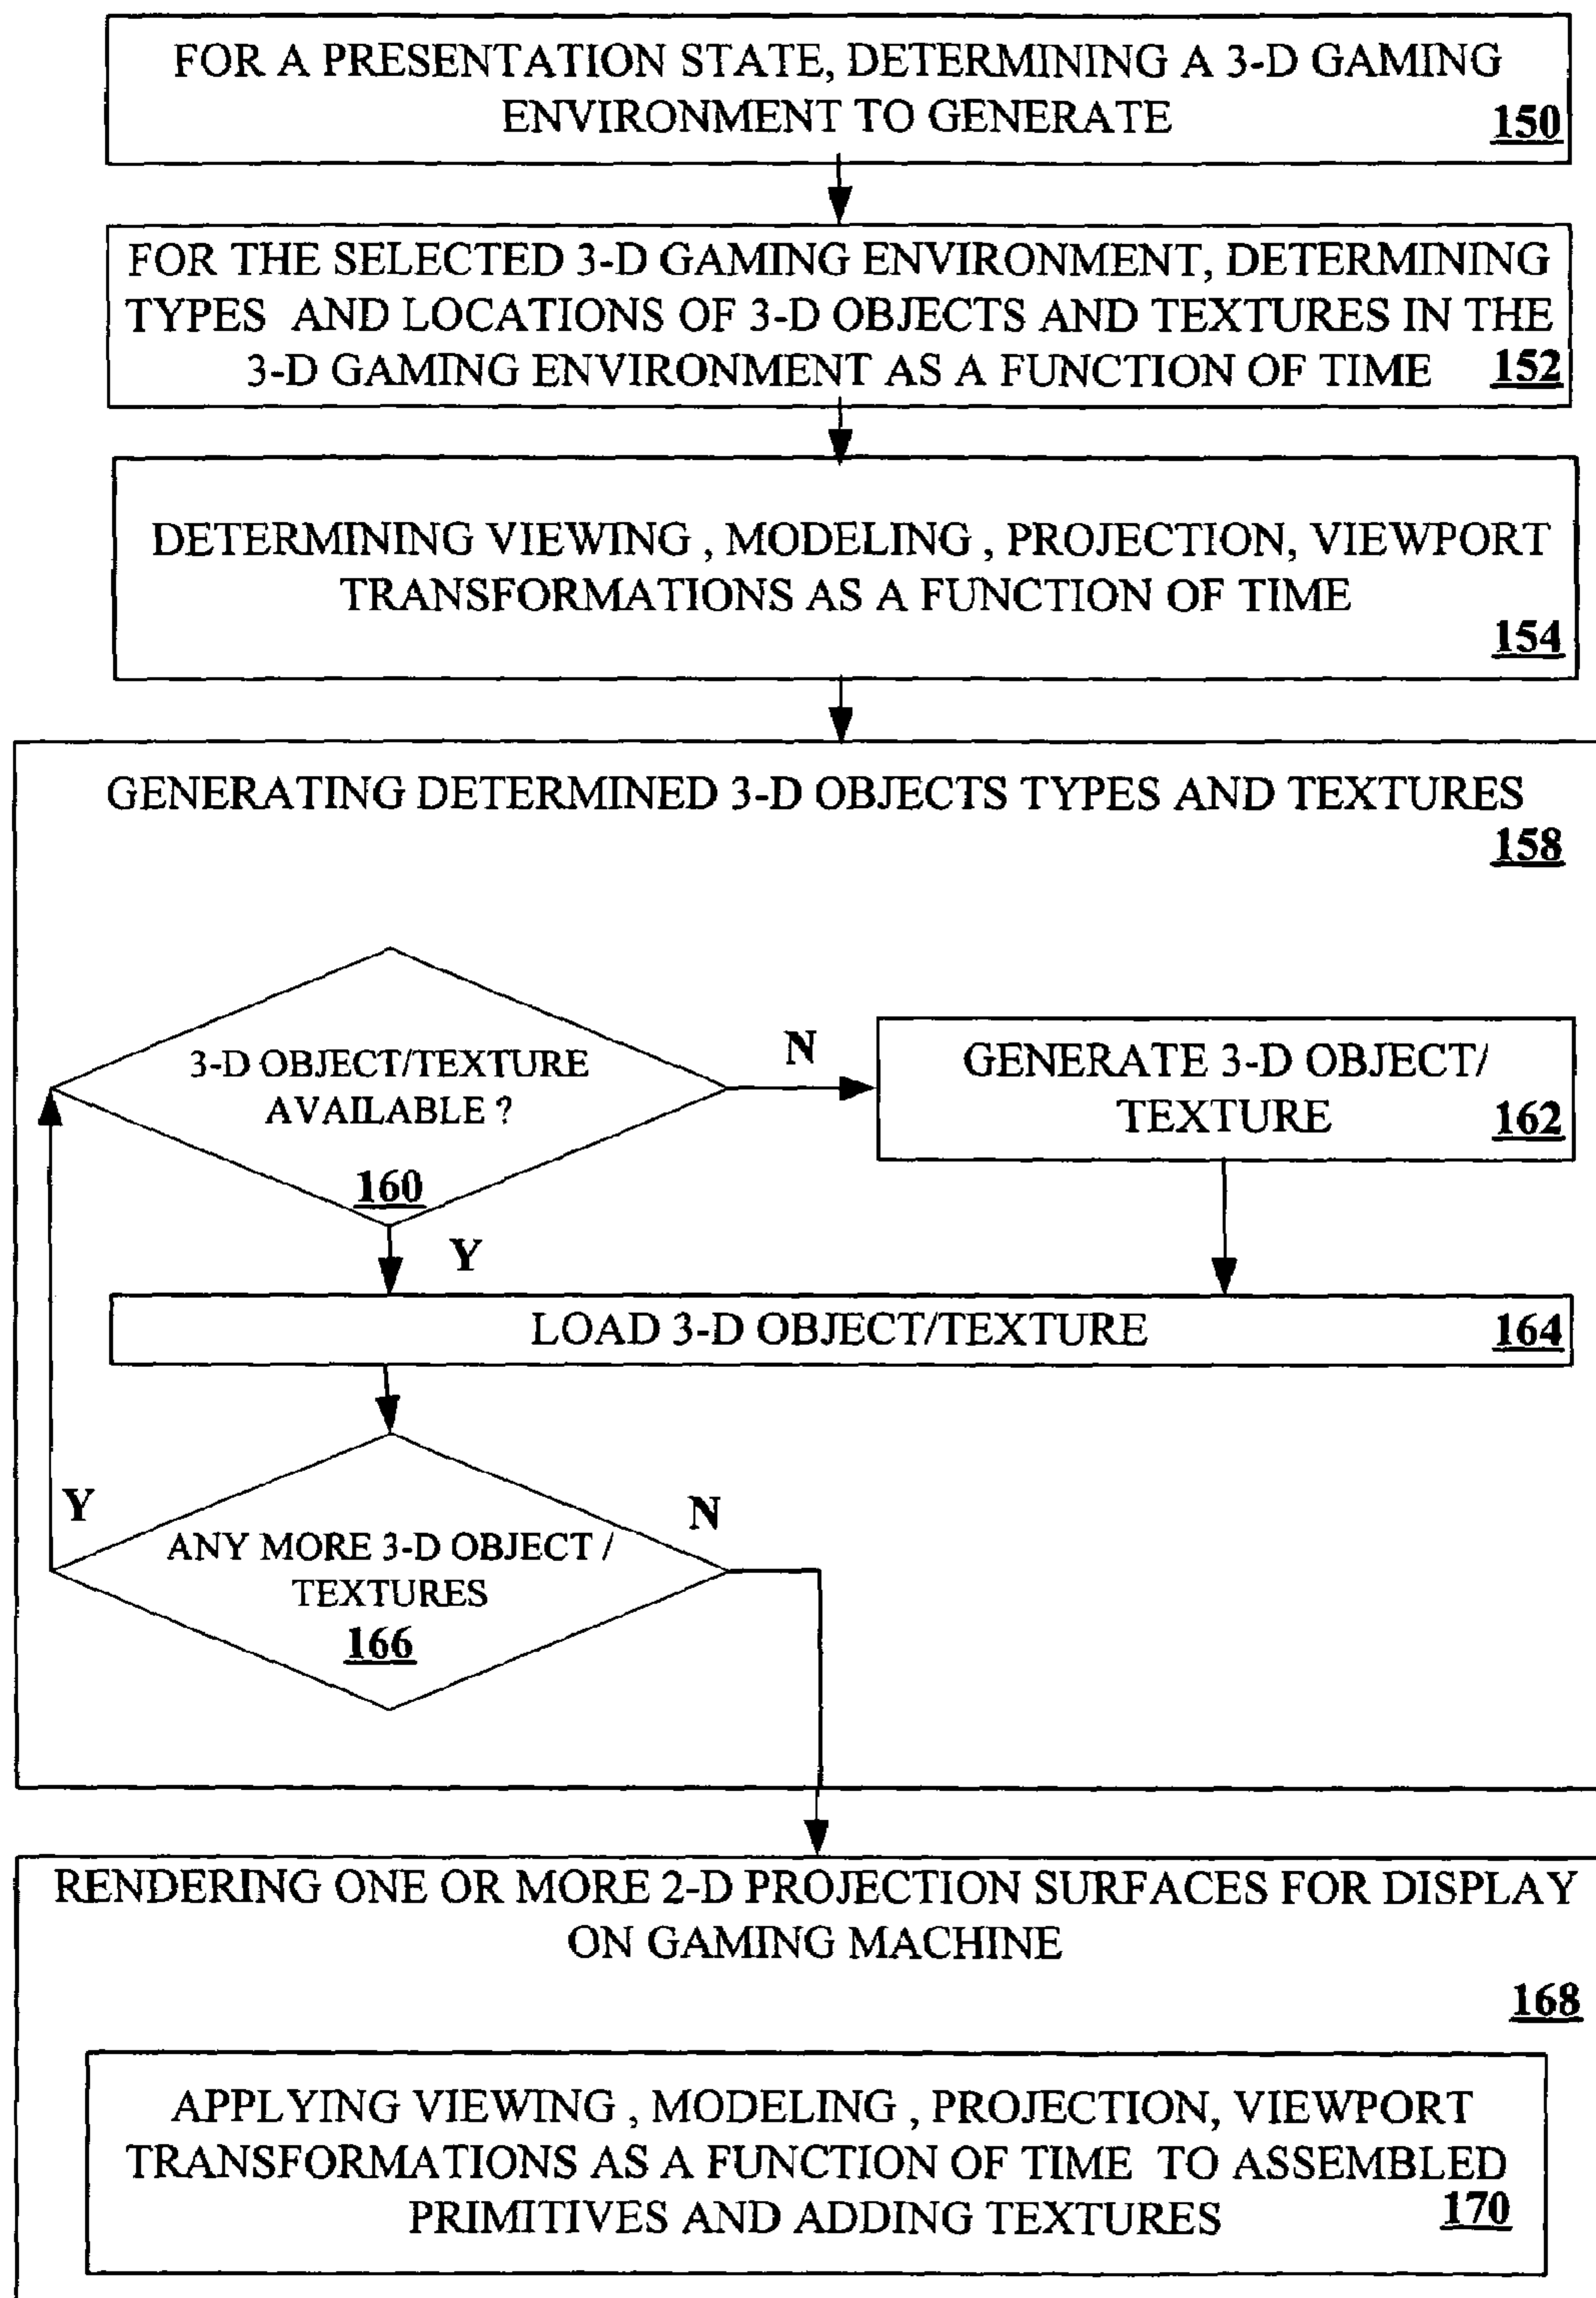 FOR A PRESENTATION STATE, DETERMINING A 3-D GAMING
ENVIRONMENT TO GENERATE
150
FOR THE SELECTED 3-D GAMING ENVIRONMENT, DETERMINING
TYPES AND LOCATIONS OF 3-D OBJECTS AND TEXTURES IN THE
3-D GAMING ENVIRONMENT AS A FUNCTION OF TIME 152
DETERMINING VIEWING , MODELING , PROJECTION, VIEWPORT
TRANSFORMATIONS AS A FUNCTION OF TIME
154
GENERATING DETERMINED 3-D OBJECTS TYPES AND TEXTURES
158
3-D OBJECT/TEXTURE
AVAILABLE ?
160
N
GENERATE 3-D OBJECT/
TEXTURE
162
Y
LOAD 3-D OBJECT/TEXTURE 164
Y
N
ANY MORE 3-D OBJECT /
TEXTURES
166
RENDERING ONE OR MORE 2-D PROJECTION SURFACES FOR DISPLAY
ON GAMING MACHINE
168
APPLYING VIEWING , MODELING , PROJECTION, VIEWPORT
TRANSFORMATIONS AS A FUNCTION OF TIME TO ASSEMBLED
PRIMITIVES AND ADDING TEXTURES 170